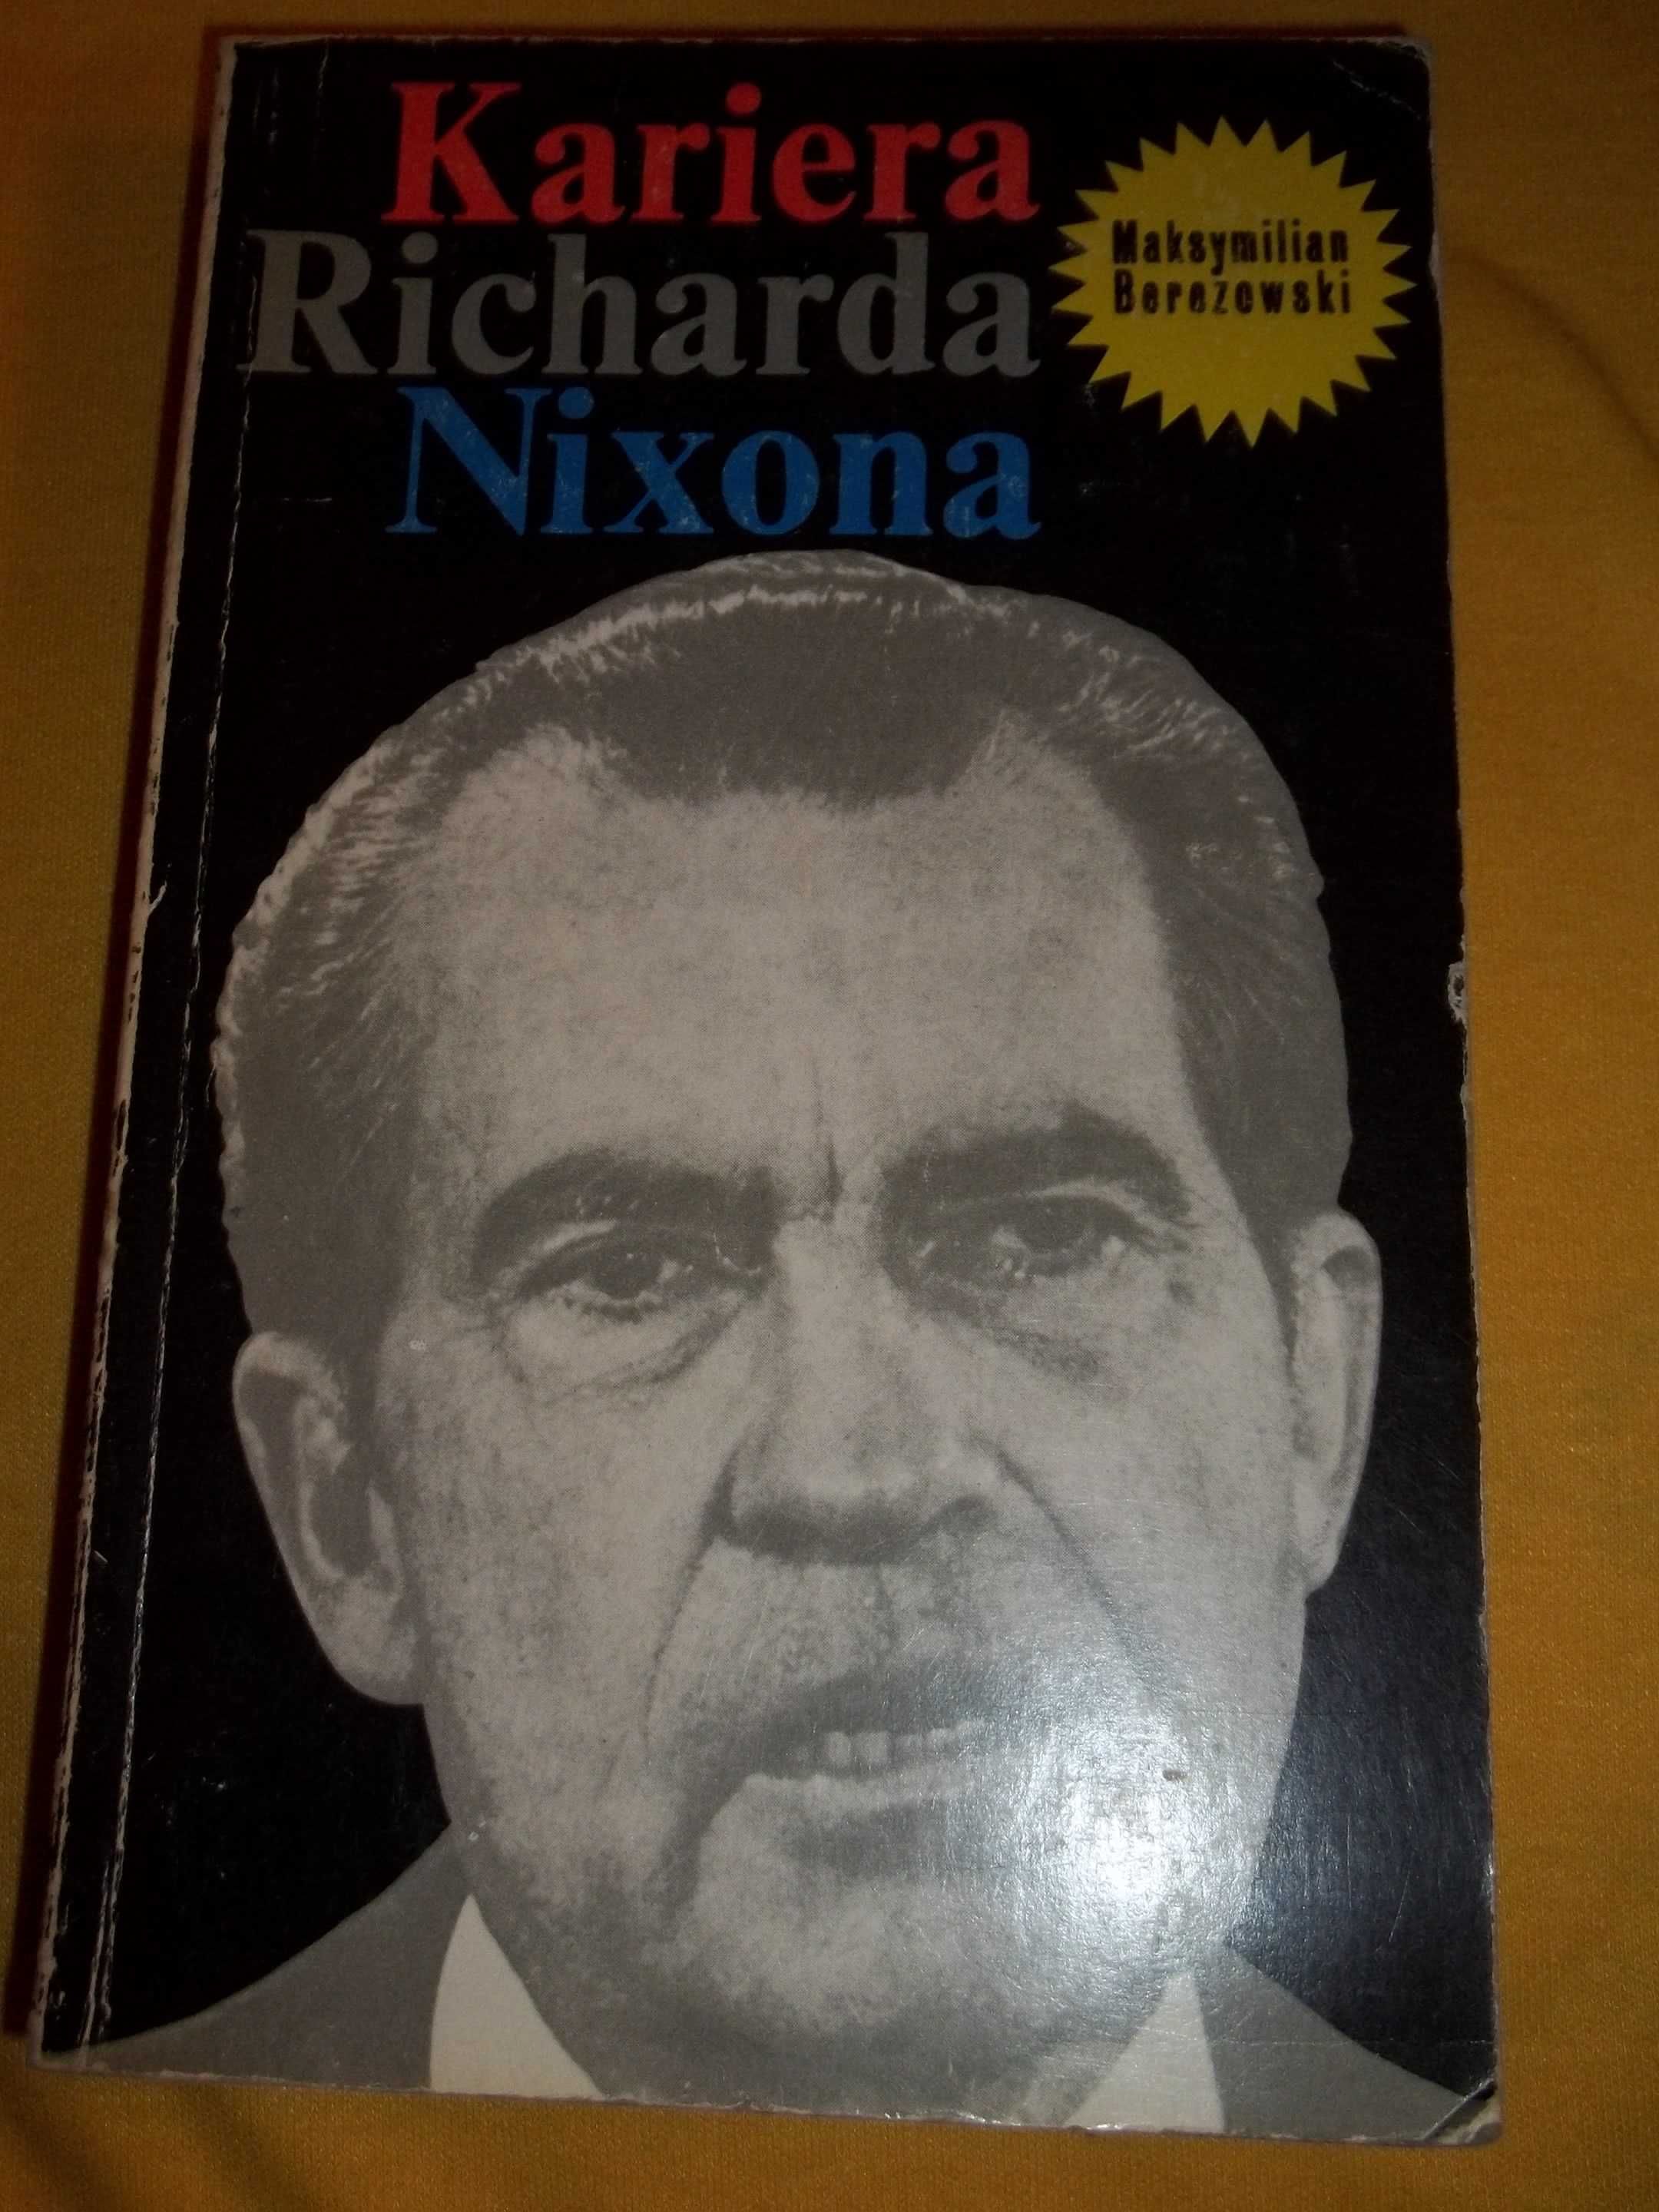 Kariera
Richarda
Nixona
Maksymilian
Berezowski